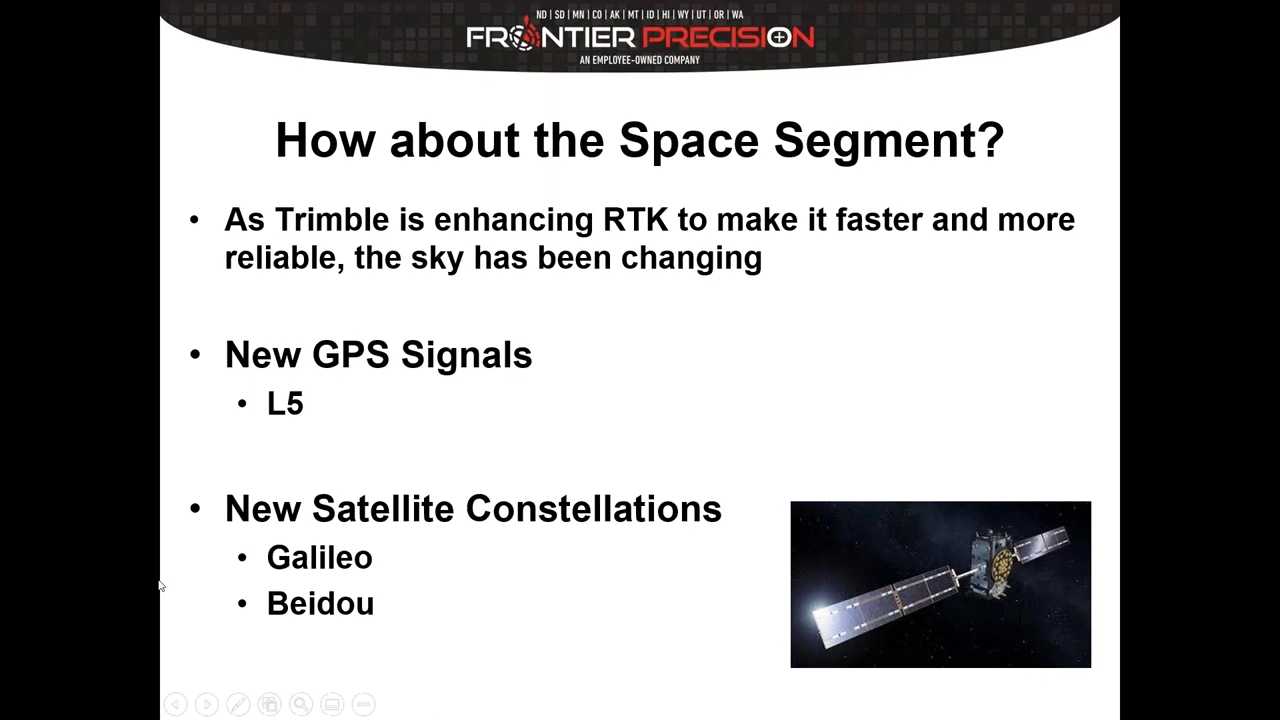 ND | SD | MN | CO | AK | MT | ID | HI | WY | UT | OR | WA
FRONTIER PRECISION
AN EMPLOYEE-OWNED COMPANY
How about the Space Segment?
• As Trimble is enhancing RTK to make it faster and more
reliable, the sky has been changing
• New GPS Signals
• L5
• New Satellite Constellations
• Galileo
• Beidou